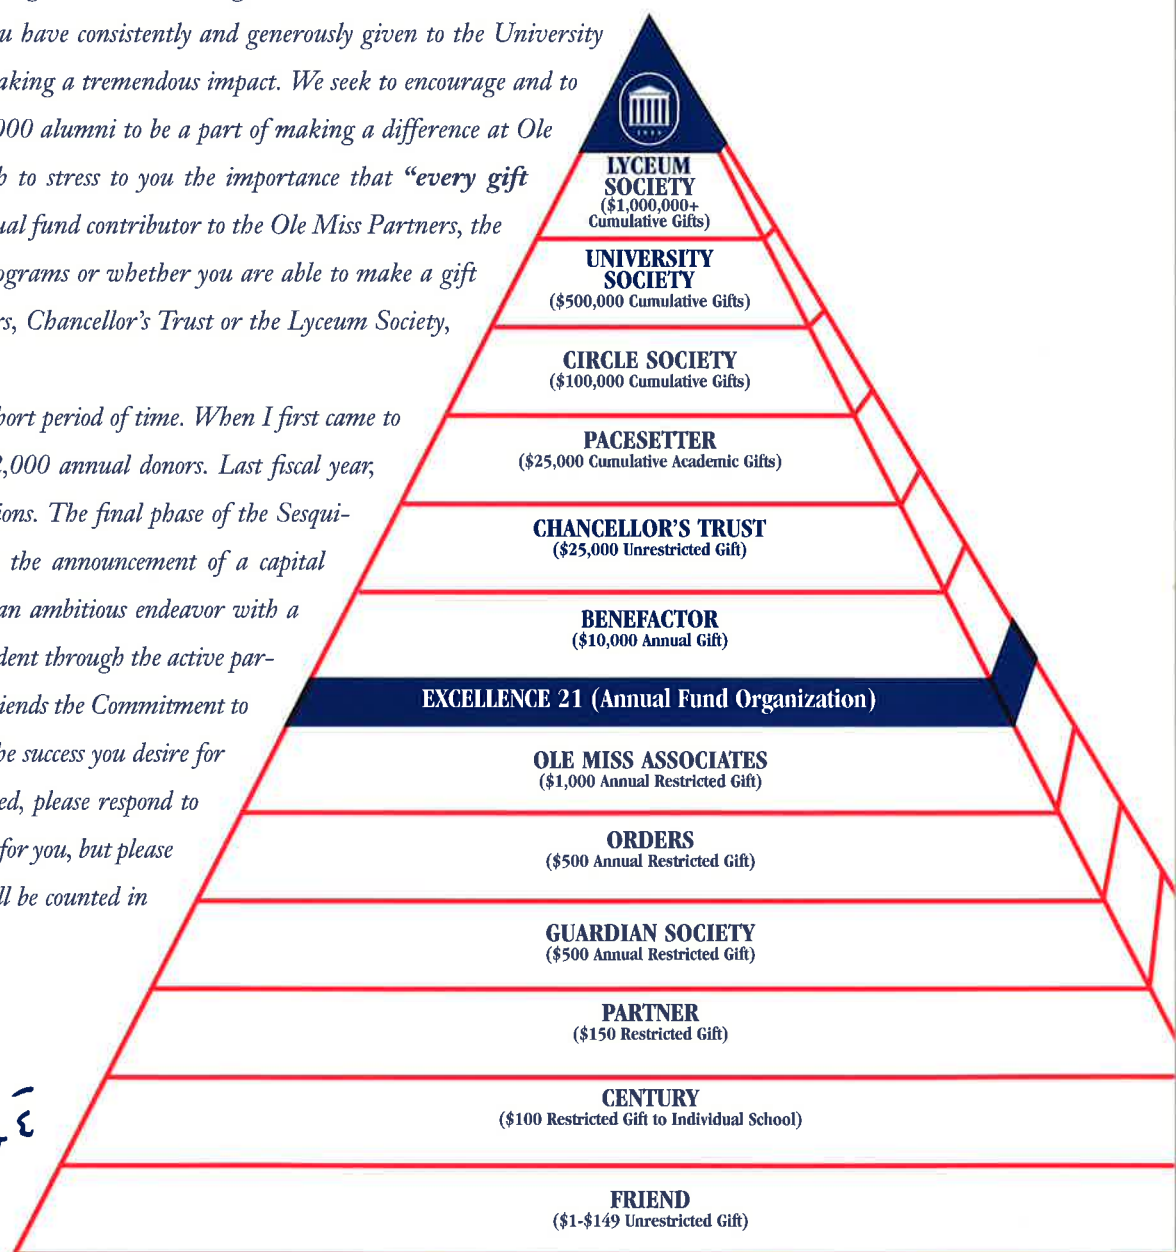 u have consistently and generously given to the University
aking a tremendous impact. We seek to encourage and to
000 alumni to be a part of making a difference at Ole
to stress to you the importance that “every gift
ual fund contributor to the Ole Miss Partners, the
ograms or whether you are able to make a gift
rs, Chancellor’s Trust or the Lyceum Society,
hort period of time. When I first came to
2,000 annual donors. Last fiscal year,
ions. The final phase of the Sesqui-
the announcement of a capital
an ambitious endeavor with a
dent through the active par-
iends the Commitment to
he success you desire for
ed, please respond to
for you, but please
ll be counted in
LYCEUM
SOCIETY
($1,000,000+
Cumulative Gifts)
UNIVERSITY
SOCIETY
($500,000 Cumulative Gifts)
CIRCLE SOCIETY
($100,000 Cumulative Gifts)
PACESETTER
($25,000 Cumulative Academic Gifts)
CHANCELLOR’S TRUST
($25,000 Unrestricted Gift)
BENEFACTOR
($10,000 Annual Gift)
EXCELLENCE 21 (Annual Fund Organization)
OLE MISS ASSOCIATES
($1,000 Annual Restricted Gift)
ORDERS
($500 Annual Restricted Gift)
GUARDIAN SOCIETY
($500 Annual Restricted Gift)
PARTNER
($150 Restricted Gift)
CENTURY
($100 Restricted Gift to Individual School)
FRIEND
($1-$149 Unrestricted Gift)